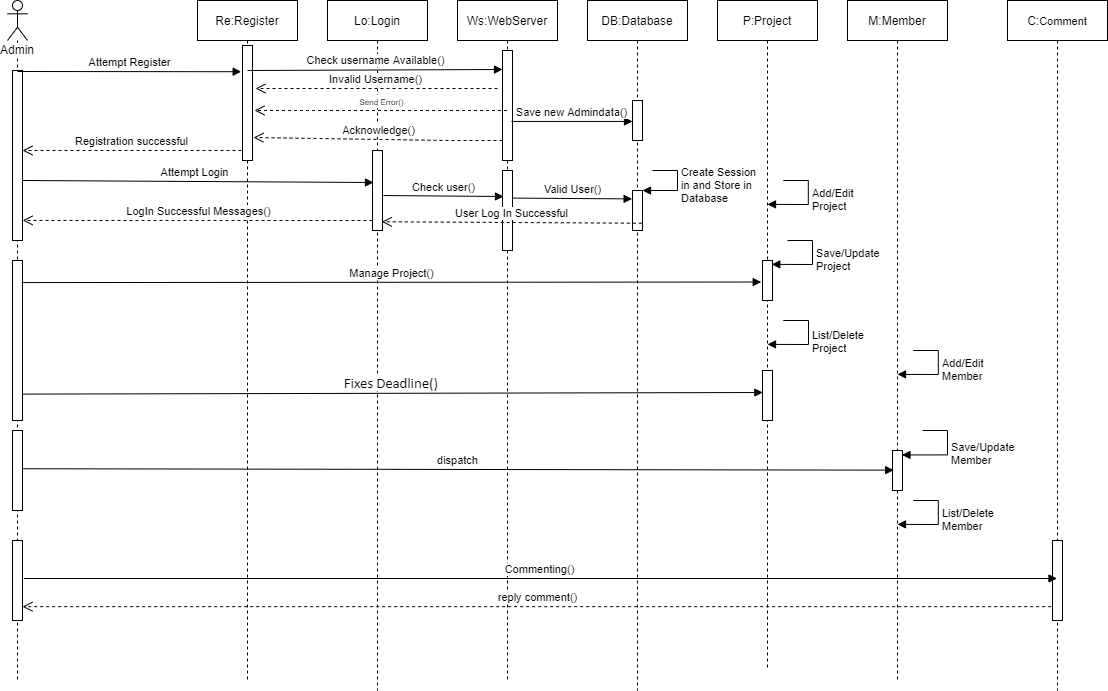 Re:Register
Lo:Login
Ws:WebServer
DB:Database
P:Project
M:Member
C:Comment
Admin
Attempt Register
Check username Available()
Invalid Username()
Send Error()
Save new Admindata()
Acknowledge()
Registration successful
Attempt Login
Check user()
Valid User()
Create Session
in and Store in
Database
Add/Edit
Project
LogIn Successful Messages()
User Log In Successful
Save/Update
Project
Manage Project()
List/Delete
Project
Add/Edit
Member
Fixes Deadline()
Save/Update
Member
dispatch
List/Delete
Member
Commenting()
reply comment()